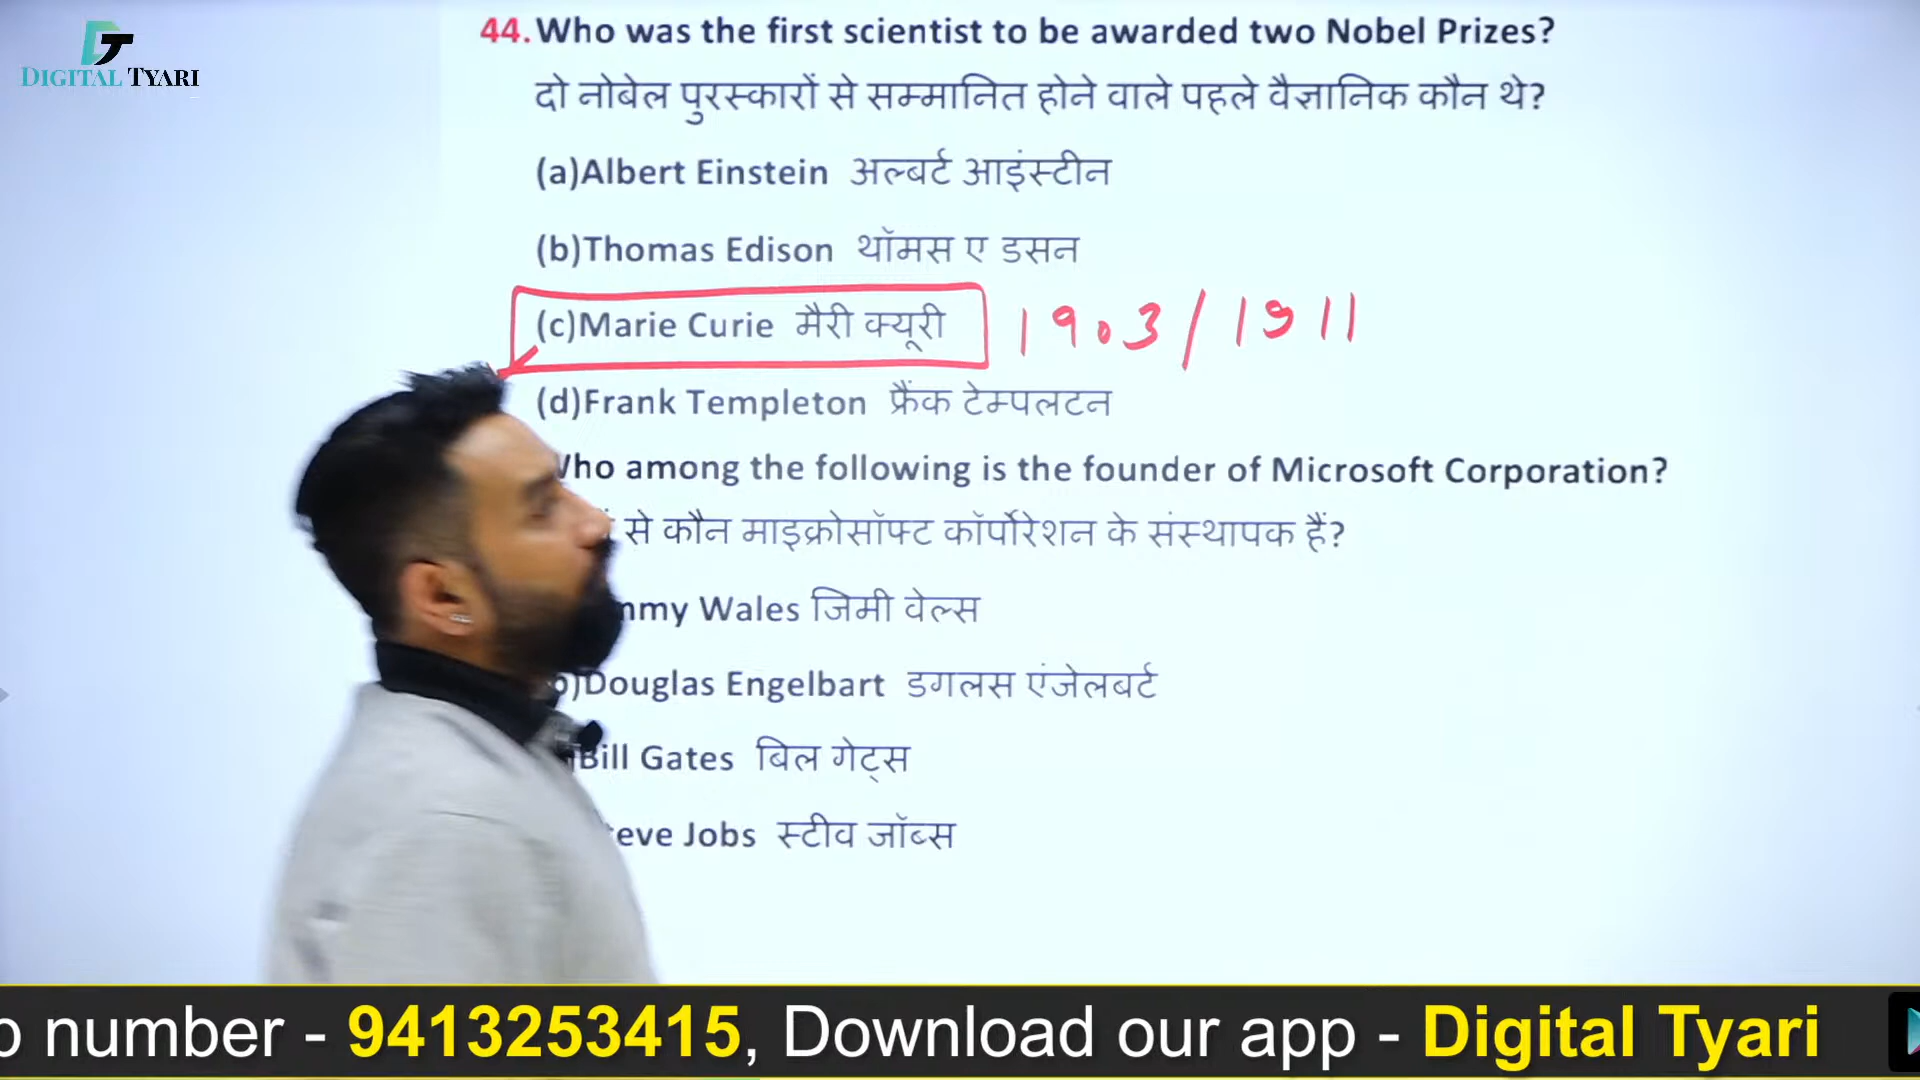 DIGITAL TYARI
44. Who was the first scientist to be awarded two Nobel Prizes?
दो नोबेल पुरस्कारों से सम्मानित होने वाले पहले वैज्ञानिक कौन थे?
(a)Albert Einstein अल्बर्ट आइंस्टीन
(b)Thomas Edison थॉमस ए डसन
(c)Marie Curie मैरी क्यूरी 1903/1911
(d)Frank Templeton फ्रैंक टेम्पलटन
Who among the following is the founder of Microsoft Corporation?
से कौन माइक्रोसॉफ्ट कॉर्पोरेशन के संस्थापक हैं?
mmy Wales जिमी वेल्स
b)Douglas Engelbart डगलस एंजेलबर्ट
Bill Gates बिल गेट्स
teve Jobs स्टीव जॉब्स
number - 9413253415, Download our app - Digital Tyari